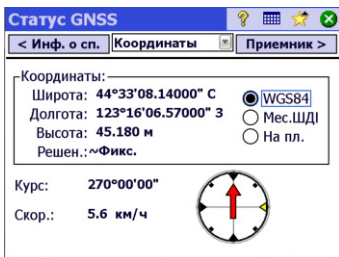 Статус GNSS
< Инф. о сп. Координаты Приемник >
Координаты:
Широта: 44°33'08.14000" С
Долгота: 123°16'06.57000" З
Высота: 45.180 м
Решен.:~Фикс.
WGS84
Мес.ШДІ
На пл.
Курс: 270°00'00"
Скор.: 5.6 км/ч